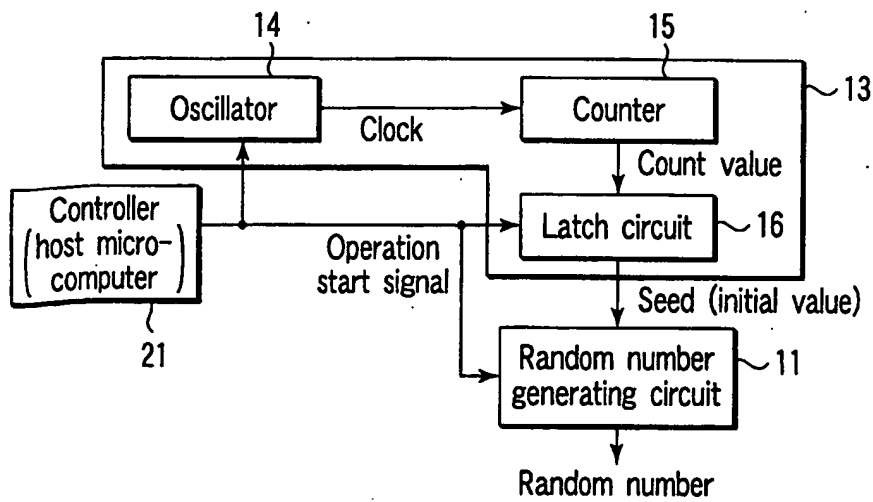 14
15
13
Oscillator
Clock
Counter
Count value
Controller
(host micro-
computer)
Operation
start signal
Latch circuit
16
21
Seed (initial value)
Random number
generating circuit
11
Random number